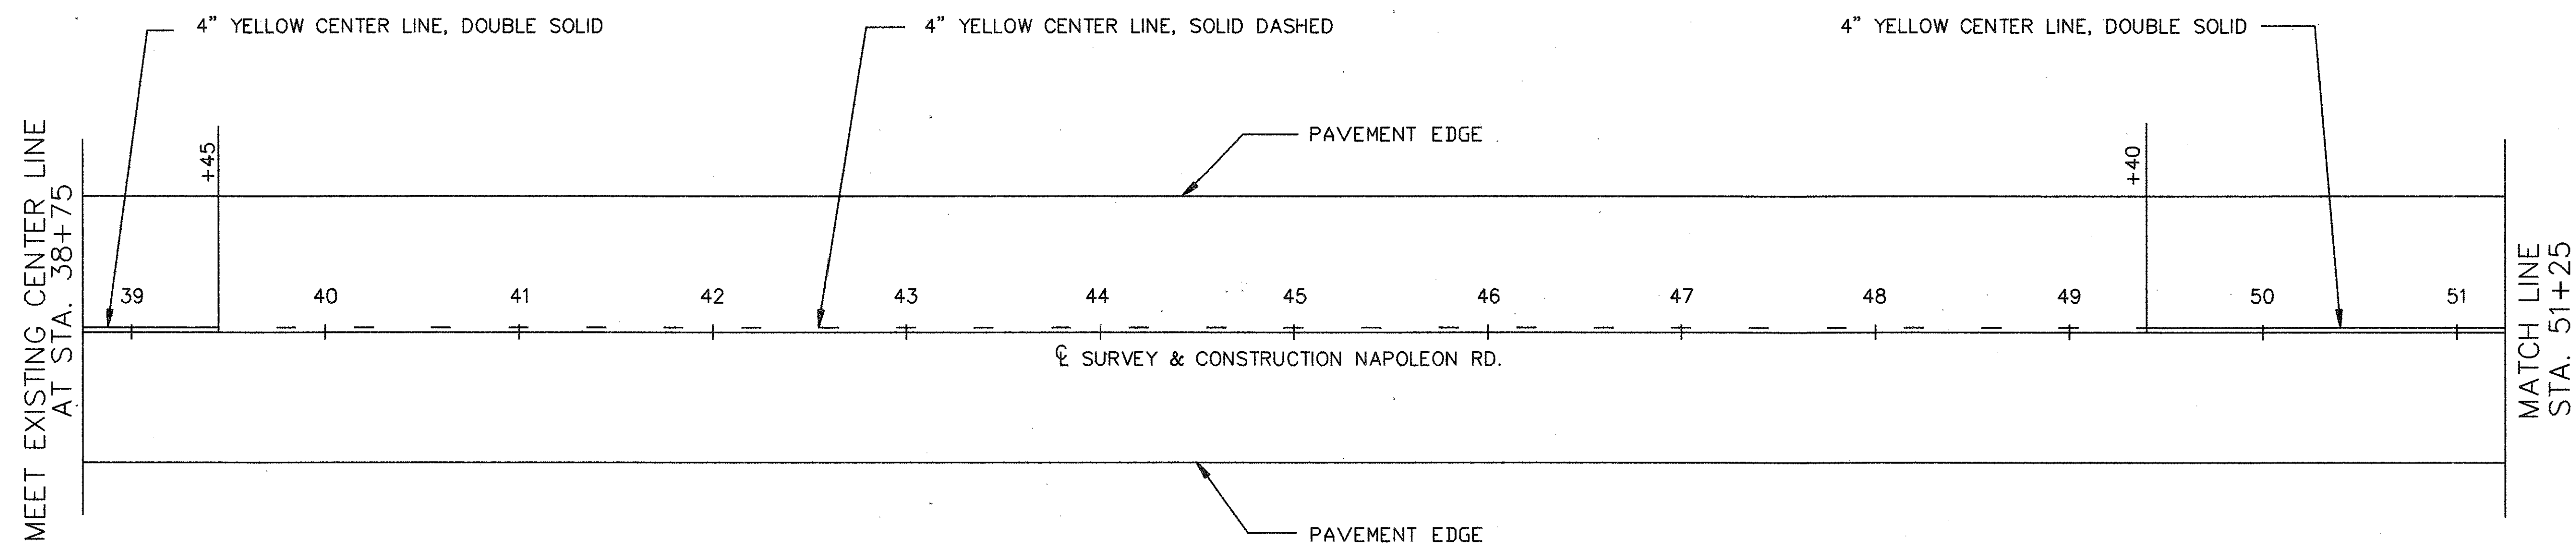 4" YELLOW CENTER LINE, DOUBLE SOLID
4" YELLOW CENTER LINE, SOLID DASHED
4" YELLOW CENTER LINE, DOUBLE SOLID
PAVEMENT EDGE
MEET EXISTING CENTER LINE
AT STA. 38+75
+45
+40
39 40 41 42 43 44 45 46 47 48 49 50 51
℄ SURVEY & CONSTRUCTION NAPOLEON RD.
MATCH LINE
STA. 51+25
PAVEMENT EDGE